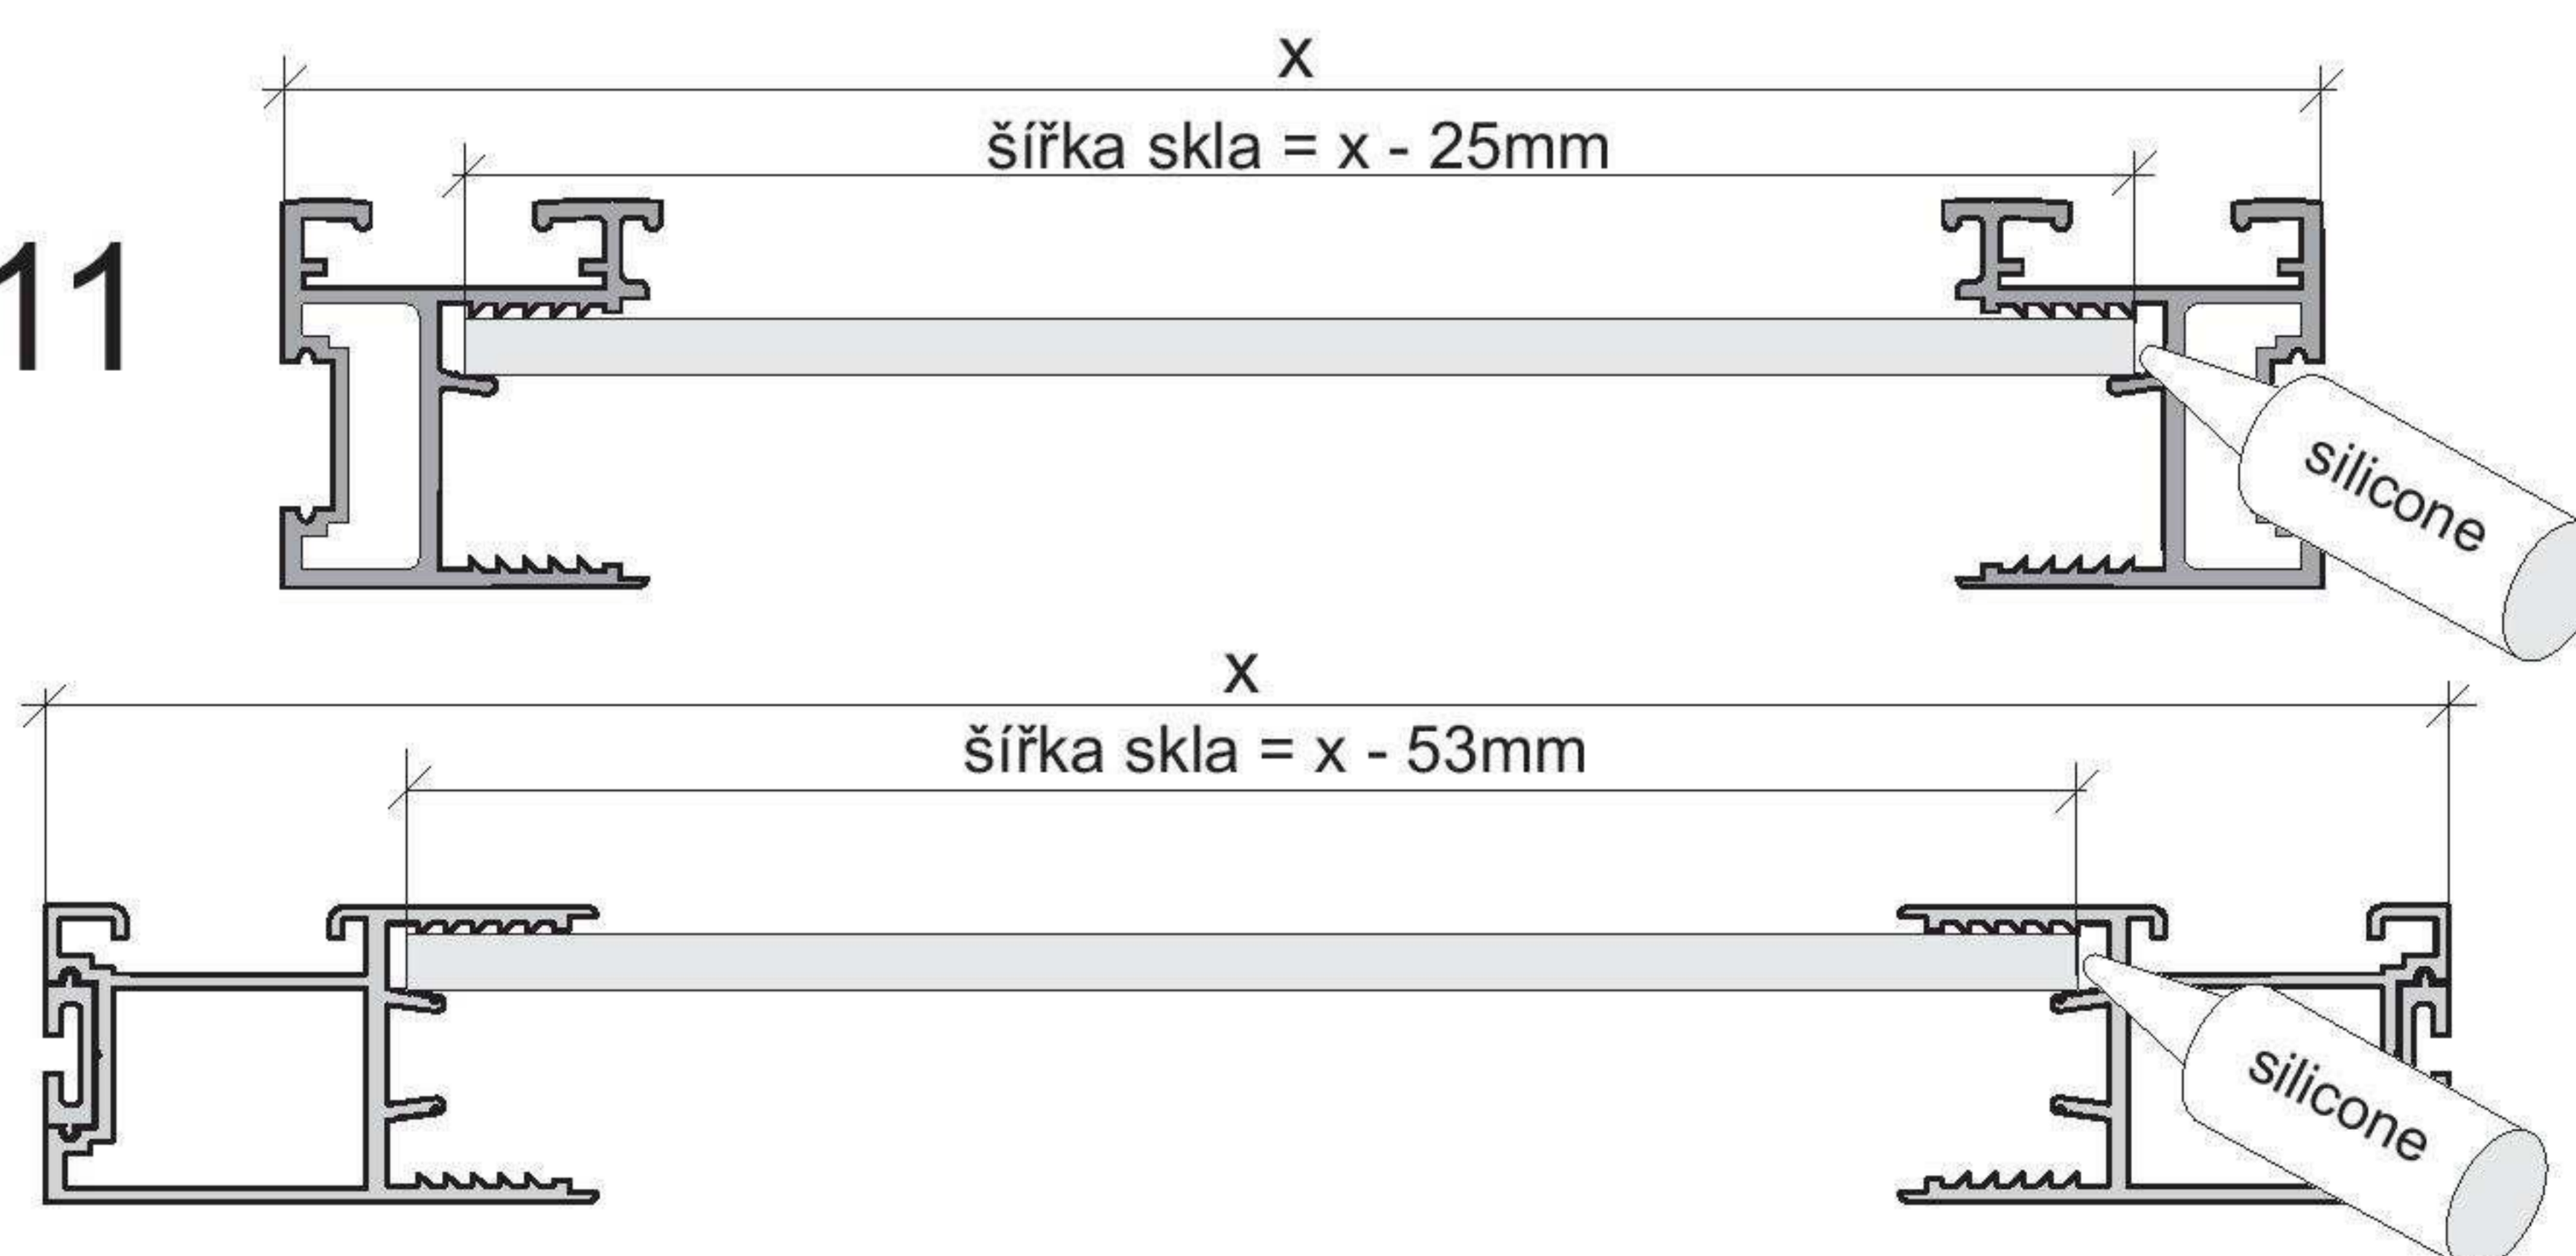 x
šířka skla = x - 25mm
11
silicone
x
šířka skla = x - 53mm
silicone